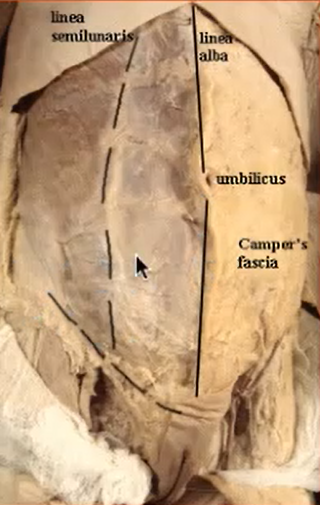 linea
semilunaris
linea
alba
umbilicus
Camper's
fascia